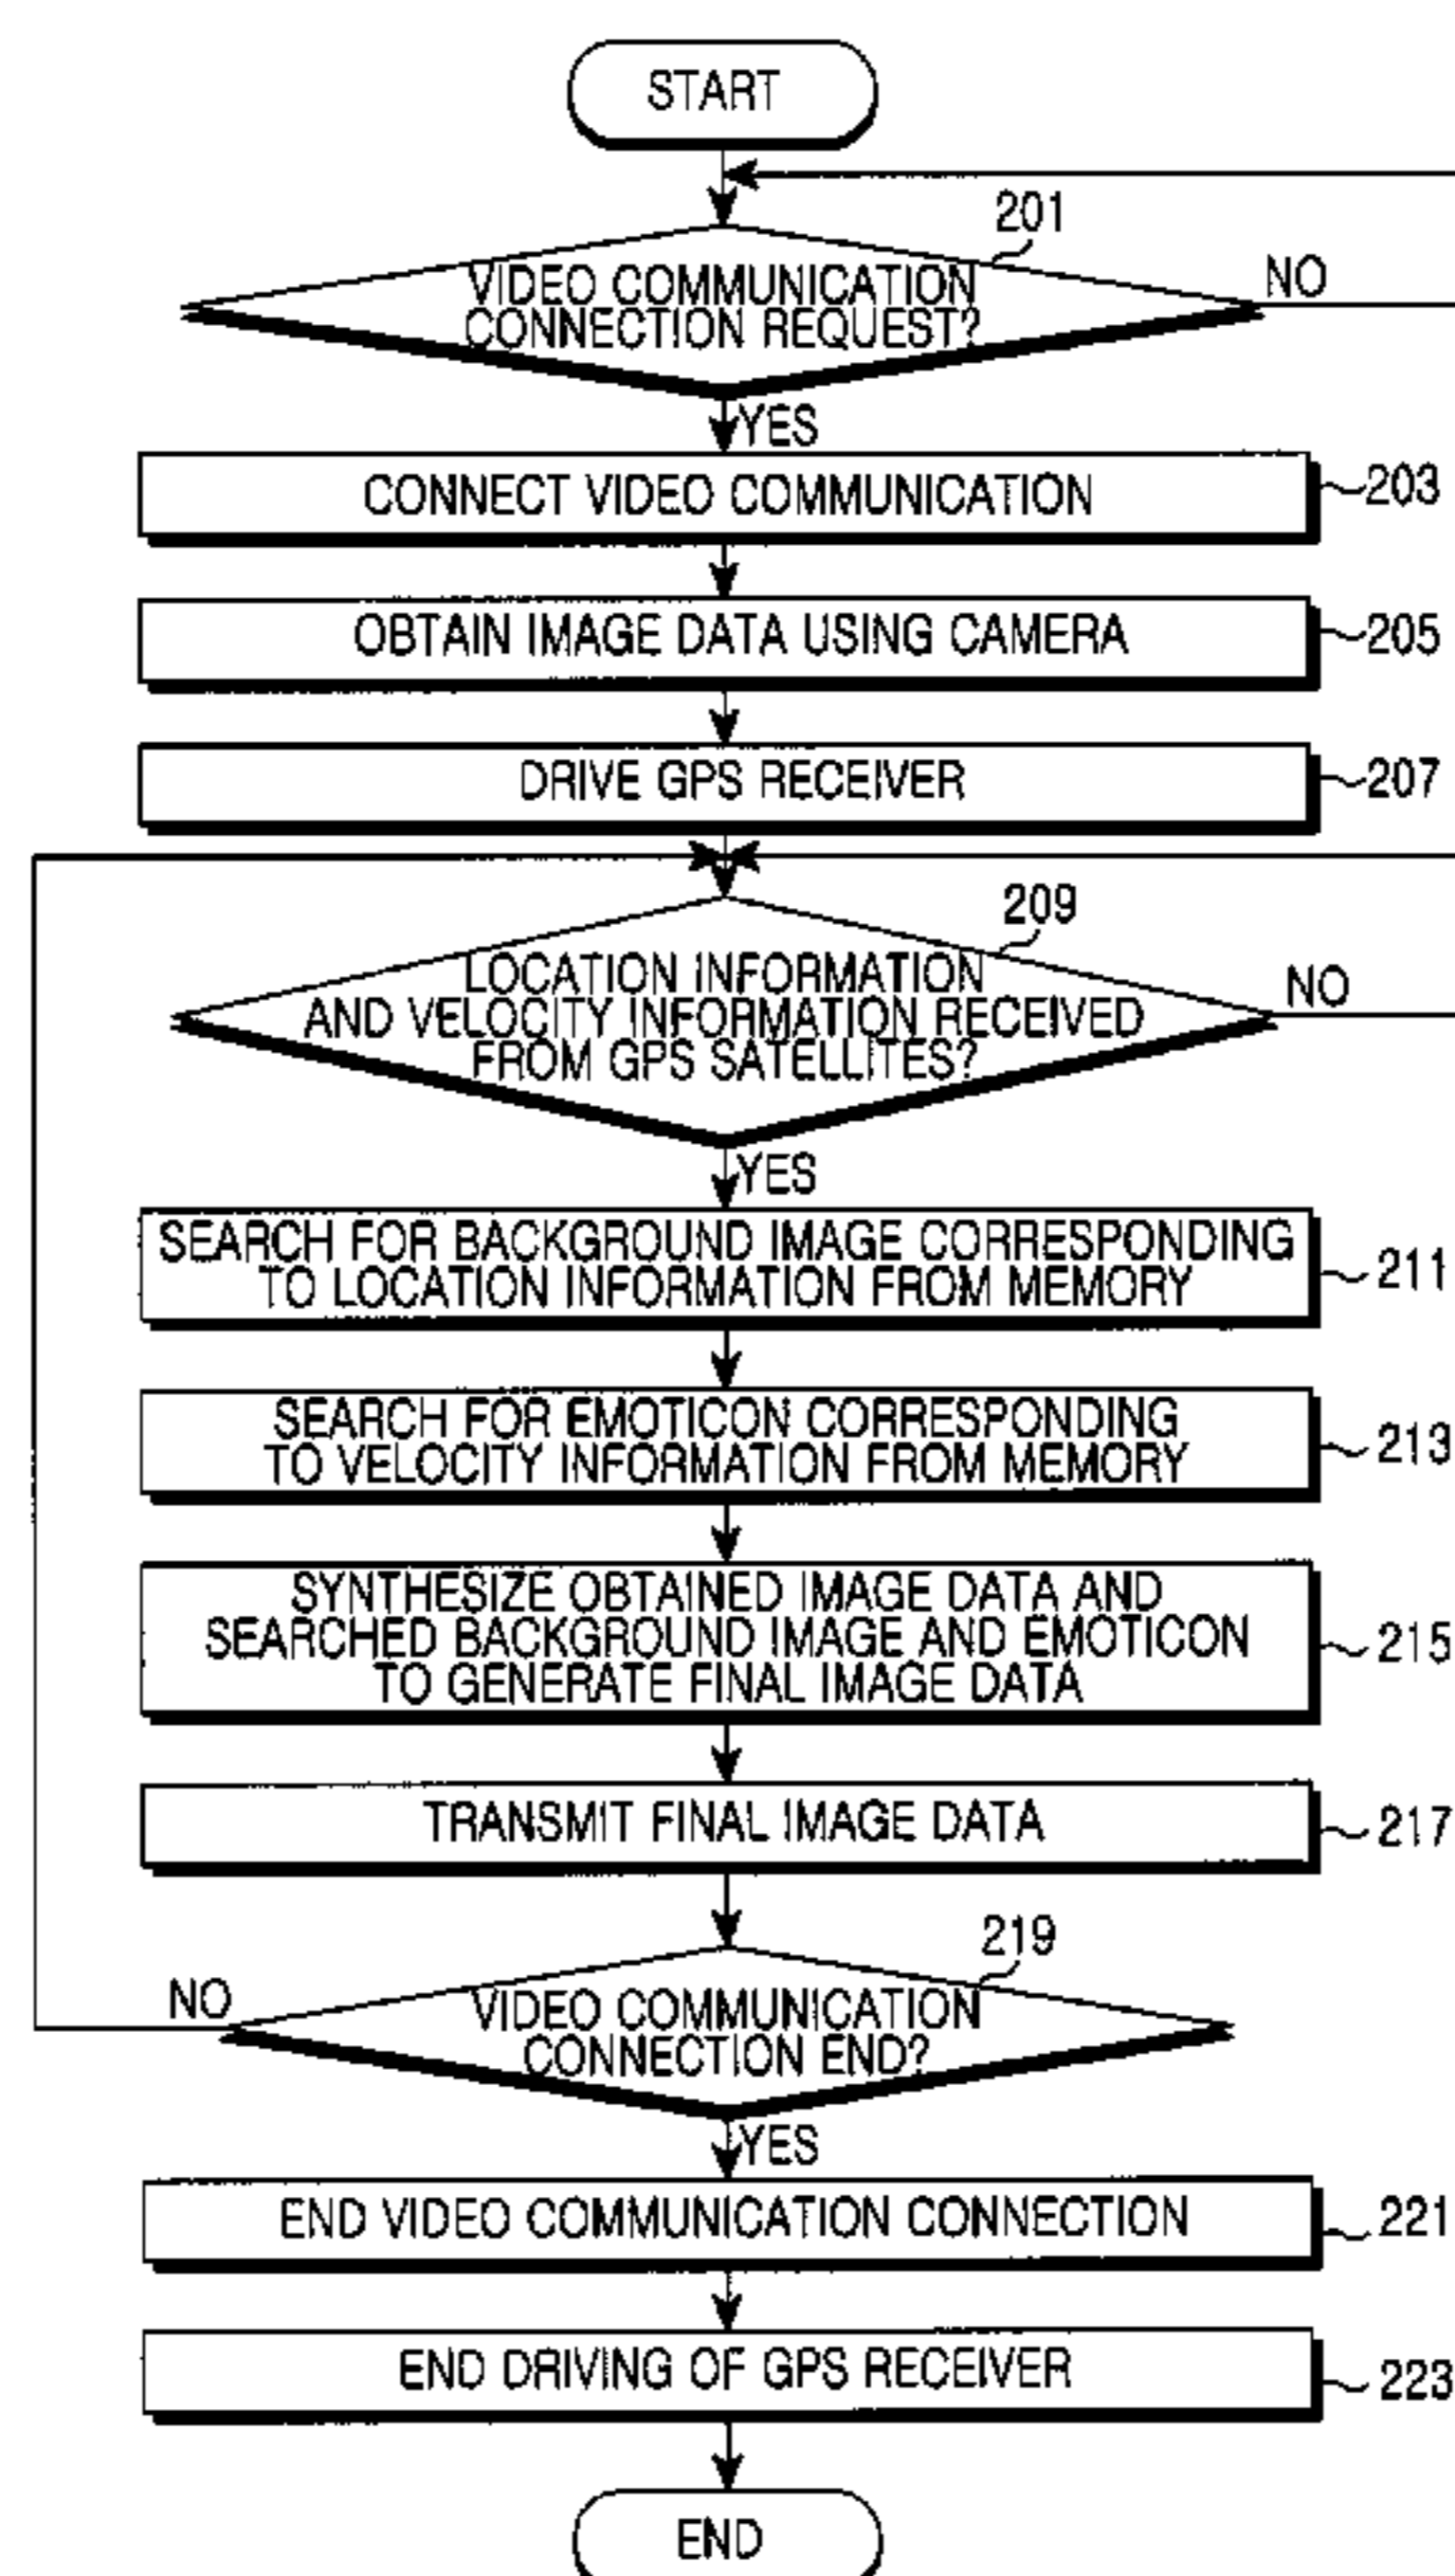 START
201
VIDEO COMMUNICATION
CONNECTION REQUEST?
NO
YES
CONNECT VIDEO COMMUNICATION
203
OBTAIN IMAGE DATA USING CAMERA
205
DRIVE GPS RECEIVER
207
209
LOCATION INFORMATION
AND VELOCITY INFORMATION RECEIVED
FROM GPS SATELLITES?
NO
YES
SEARCH FOR BACKGROUND IMAGE CORRESPONDING
TO LOCATION INFORMATION FROM MEMORY
211
SEARCH FOR EMOTICON CORRESPONDING
TO VELOCITY INFORMATION FROM MEMORY
213
SYNTHESIZE OBTAINED IMAGE DATA AND
SEARCHED BACKGROUND IMAGE AND EMOTICON
TO GENERATE FINAL IMAGE DATA
215
TRANSMIT FINAL IMAGE DATA
217
219
NO
VIDEO COMMUNICATION
CONNECTION END?
YES
END VIDEO COMMUNICATION CONNECTION
221
END DRIVING OF GPS RECEIVER
223
END